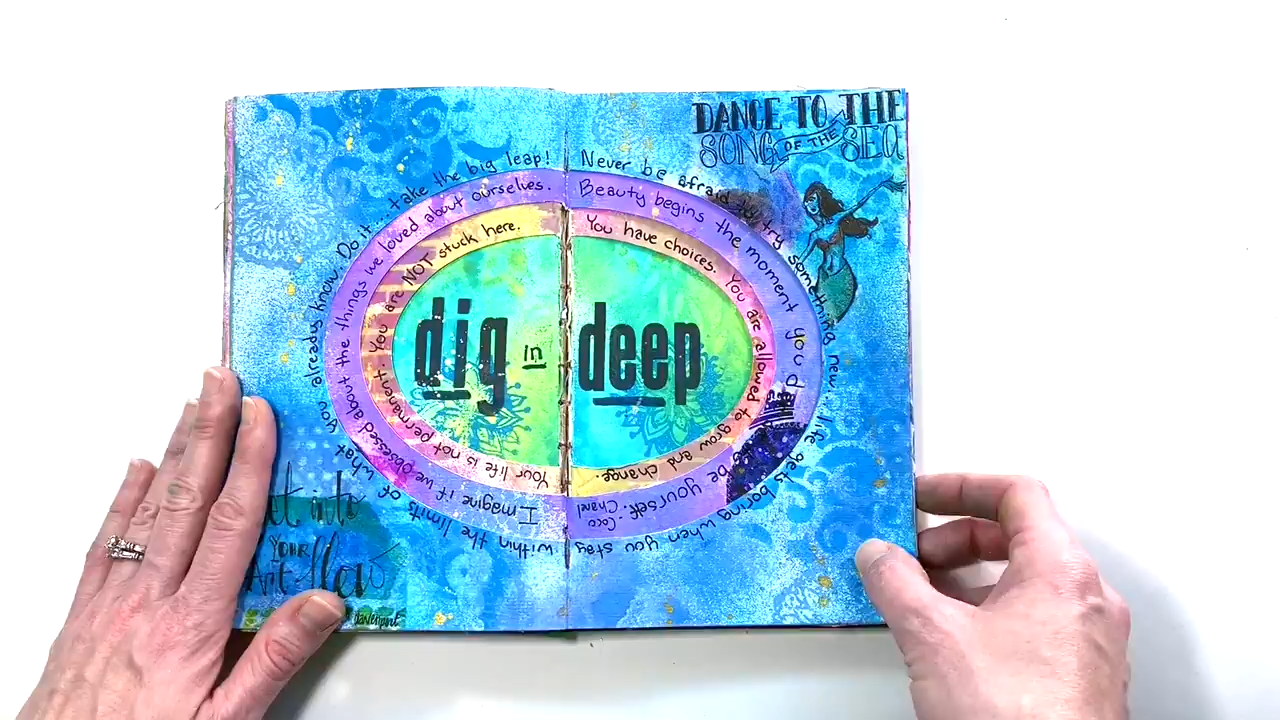 DANCE TO THE
SONG OF THE SEA
Never be afraid to try something new.. life gets boring when you stay within the limits of what you already know. Do it... take the big leap!
Beauty begins the moment you be yourself. -Coco Chanel
Imagine if we obsessed about the things we loved about ourselves.
You have choices. You are allowed to grow and change.
Your life is not permanent. You are NOT stuck here.
dig in deep
into
YOUR
Art flow